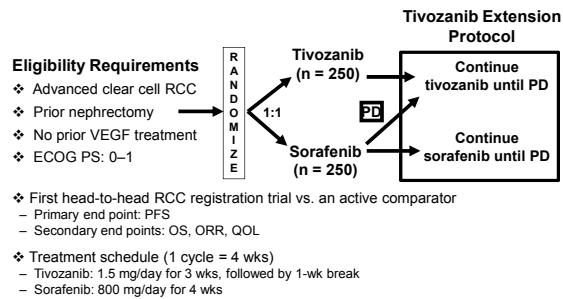 Tivozanib Extension
Protocol
Eligibility Requirements
❖ Advanced clear cell RCC
❖ Prior nephrectomy
❖ No prior VEGF treatment
❖ ECOG PS: 0–1
RANDOMIZE
1:1
Tivozanib
(n = 250)
PD
Sorafenib
(n = 250)
Continue
tivozanib until PD
Continue
sorafenib until PD
❖ First head-to-head RCC registration trial vs. an active comparator
– Primary end point: PFS
– Secondary end points: OS, ORR, QOL
❖ Treatment schedule (1 cycle = 4 wks)
– Tivozanib: 1.5 mg/day for 3 wks, followed by 1-wk break
– Sorafenib: 800 mg/day for 4 wks